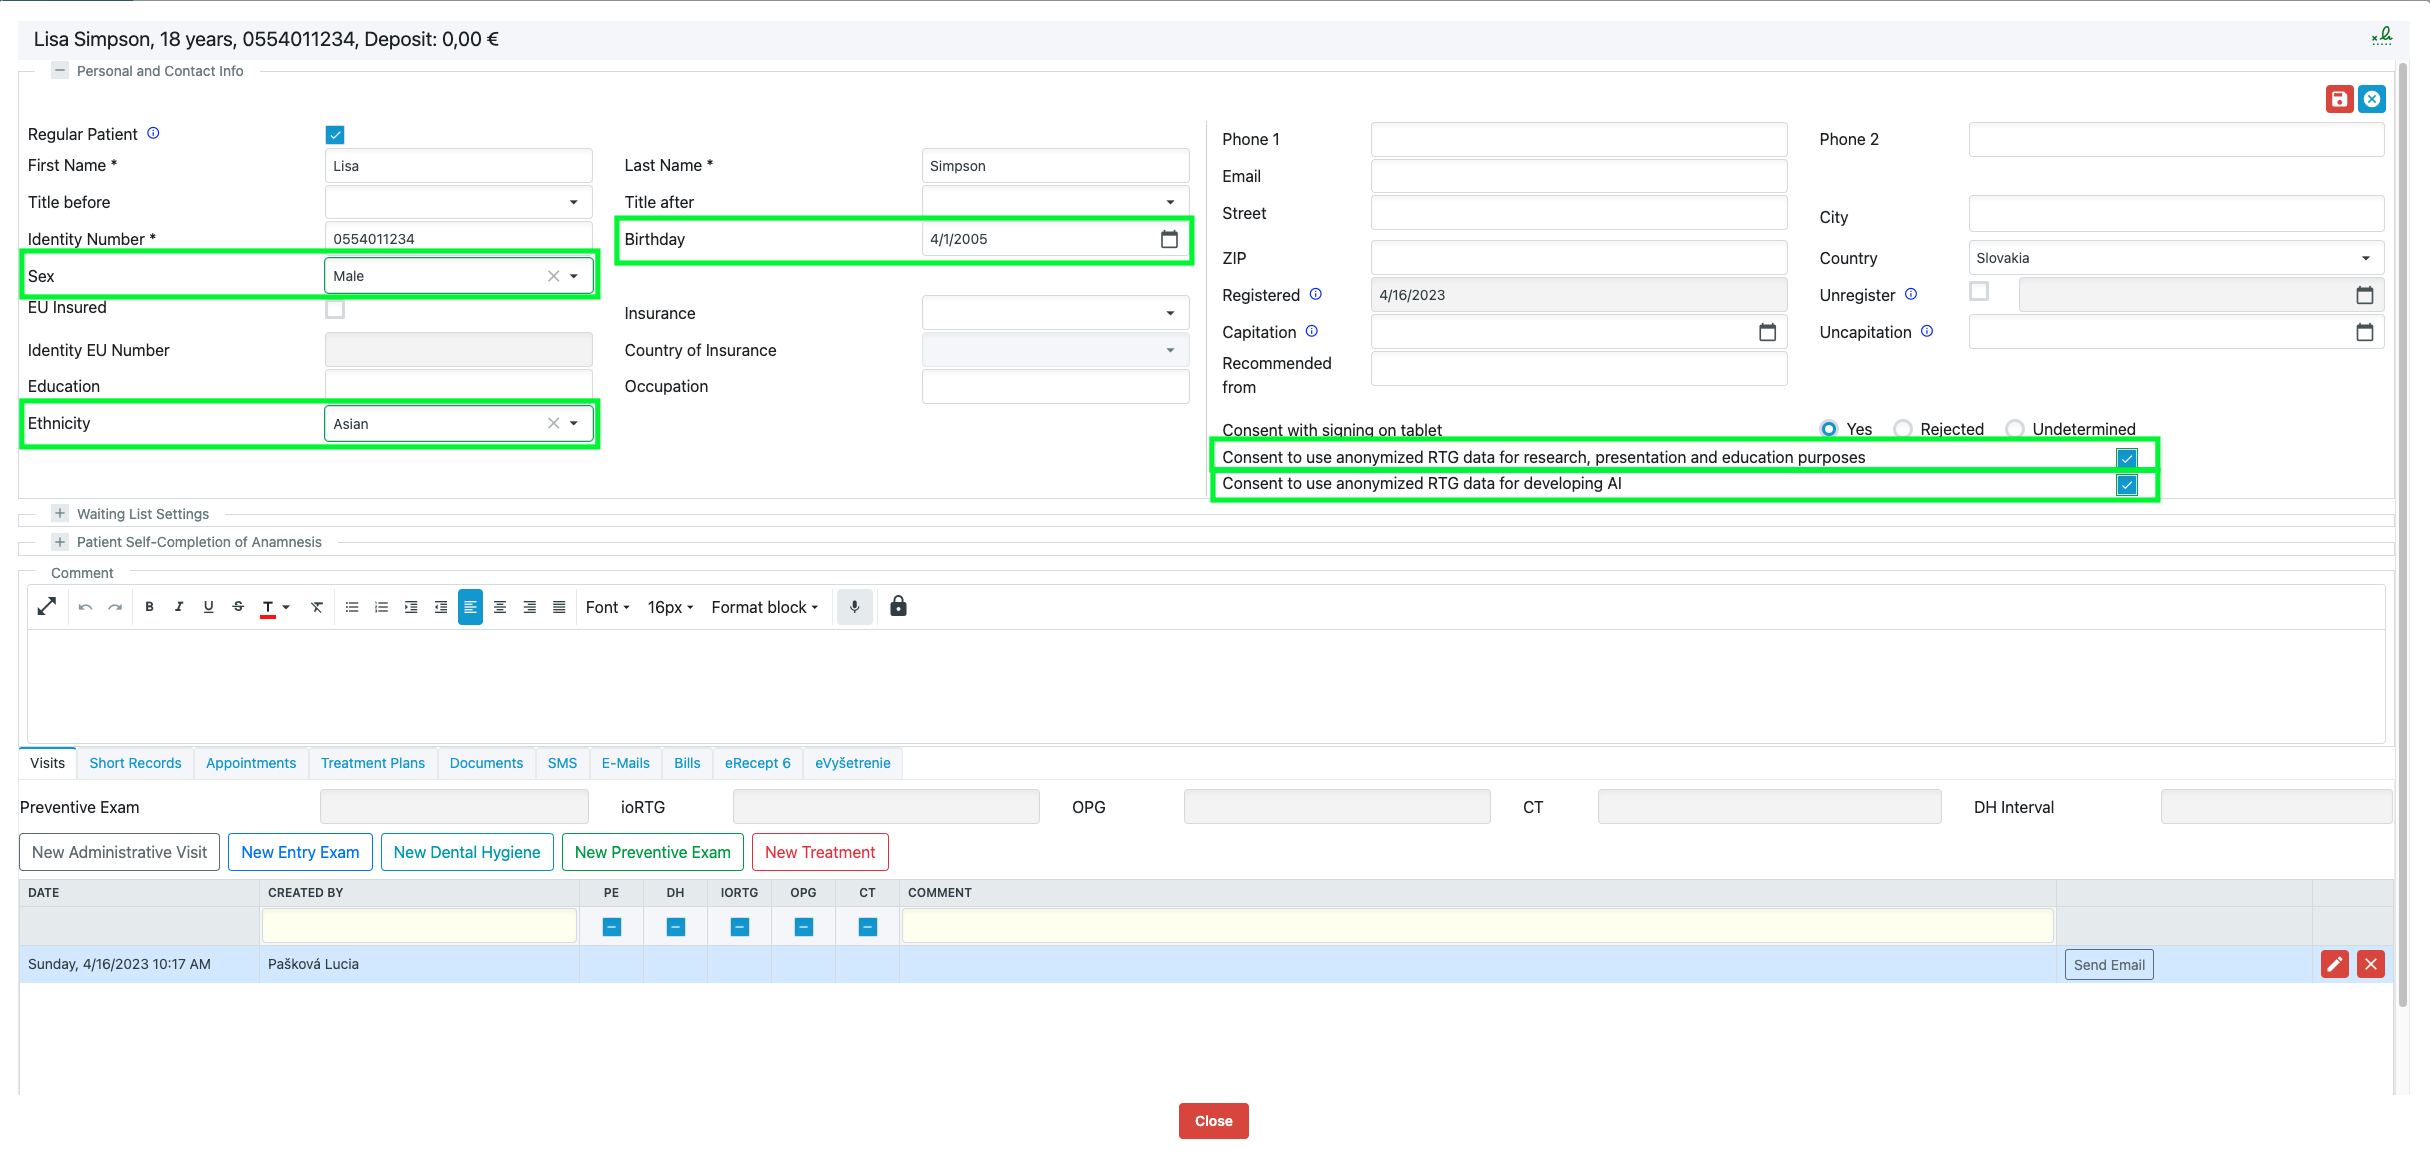 Lisa Simpson, 18 years, 0554011234, Deposit: 0,00 €
Personal and Contact Info
Regular Patient
First Name * Lisa Last Name * Simpson
Title before Title after
Identity Number * 0554011234 Birthday 4/1/2005
Sex Male
EU Insured Insurance
Identity EU Number Country of Insurance
Education Occupation
Ethnicity Asian
Phone 1 Phone 2
Email
Street City
ZIP Country Slovakia
Registered 4/16/2023 Unregister
Capitation Uncapitation
Recommended
from
Consent with signing on tablet Yes Rejected Undetermined
Consent to use anonymized RTG data for research, presentation and education purposes
Consent to use anonymized RTG data for developing AI
Waiting List Settings
Patient Self-Completion of Anamnesis
Comment
B I U S T Font 16px Format block
Visits Short Records Appointments Treatment Plans Documents SMS E-Mails Bills eRecept 6 eVyšetrenie
Preventive Exam ioRTG OPG CT DH Interval
New Administrative Visit New Entry Exam New Dental Hygiene New Preventive Exam New Treatment
DATE CREATED BY PE DH IORTG OPG CT COMMENT
Sunday, 4/16/2023 10:17 AM Pašková Lucia Send Email
Close